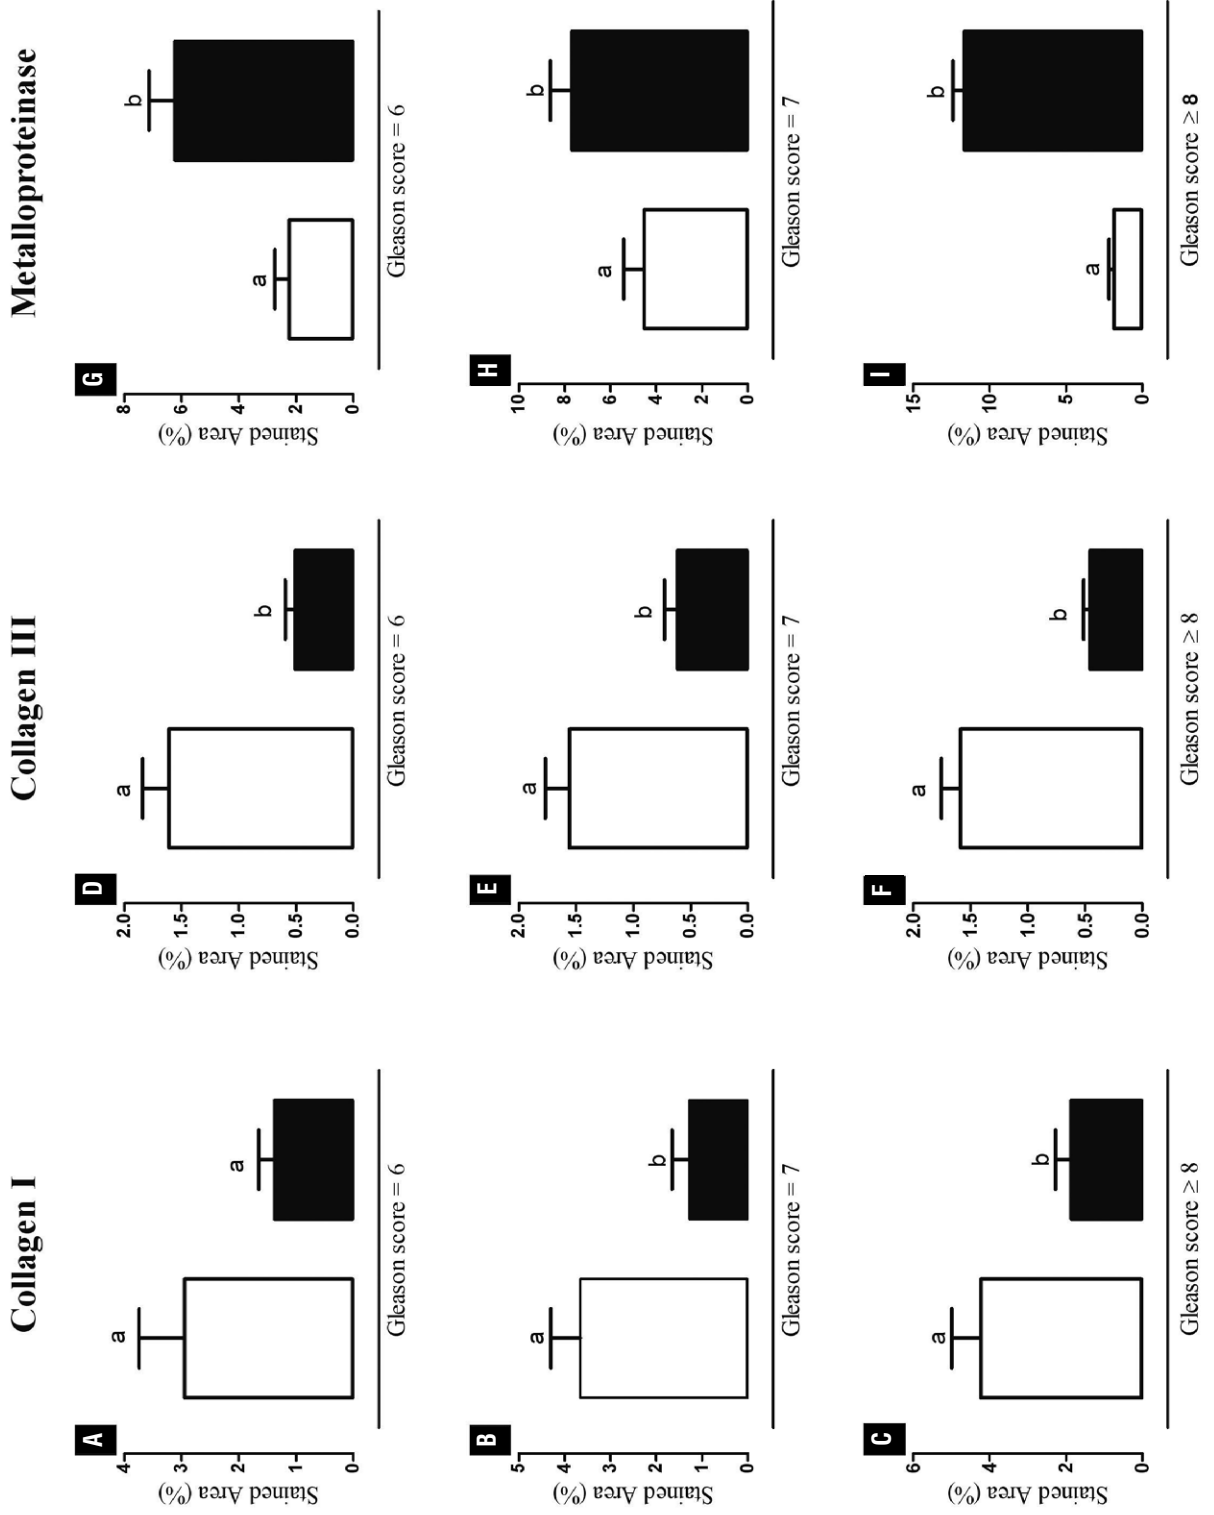 Collagen I
Collagen III
Metalloproteinase
A
Stained Area (%)
4
3
2
1
0
a
a
Gleason score = 6
D
Stained Area (%)
2.0
1.5
1.0
0.5
0.0
a
b
Gleason score = 6
G
Stained Area (%)
8
6
4
2
0
a
b
Gleason score = 6
B
Stained Area (%)
5
4
3
2
1
0
a
b
Gleason score = 7
E
Stained Area (%)
2.0
1.5
1.0
0.5
0.0
a
b
Gleason score = 7
H
Stained Area (%)
10
8
6
4
2
0
a
b
Gleason score = 7
C
Stained Area (%)
6
4
2
0
a
b
Gleason score ≥ 8
F
Stained Area (%)
2.0
1.5
1.0
0.5
0.0
a
b
Gleason score ≥ 8
I
Stained Area (%)
15
10
5
0
a
b
Gleason score ≥ 8